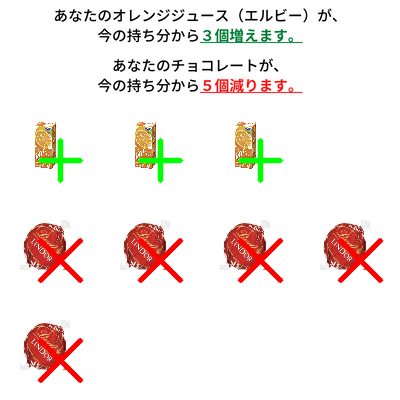 あなたのオレンジジュース（エルビー）が、
今の持ち分から３個増えます。
あなたのチョコレートが、
今の持ち分から５個減ります。
LINDOR
LINDOR
LINDOR
LINDOR
LINDOR